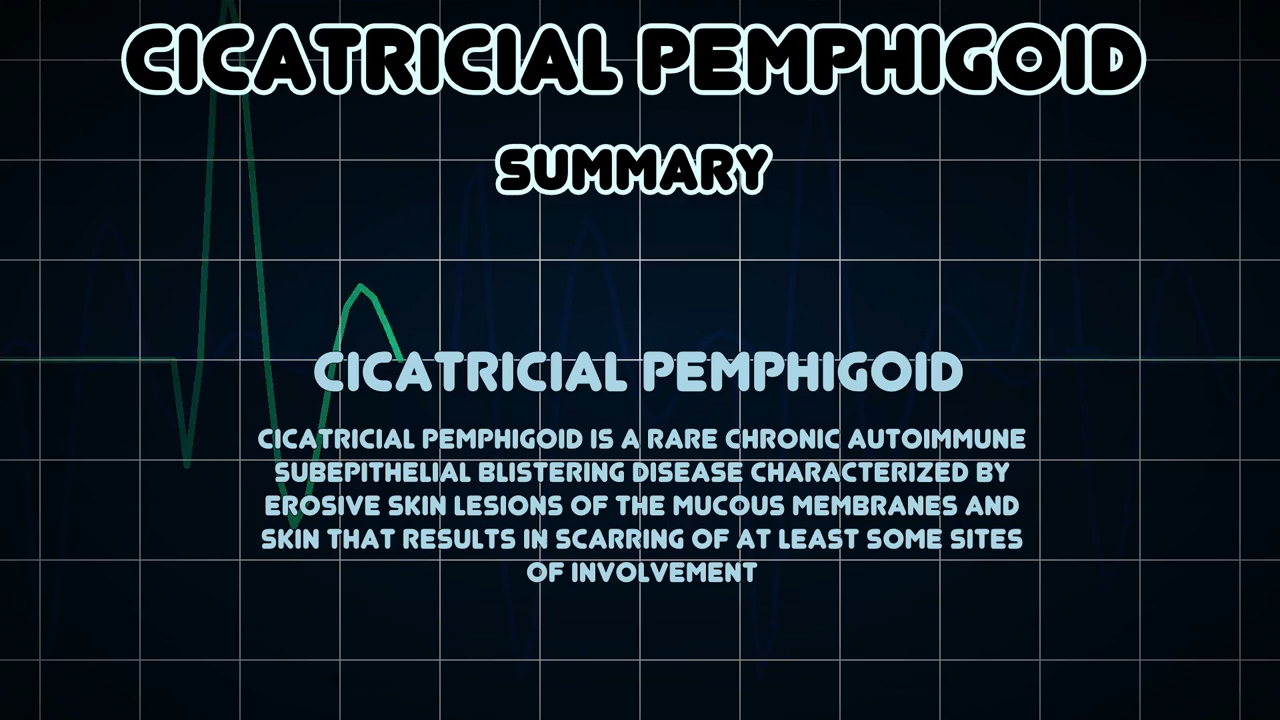 CICATRICIAL PEMPHIGOID
SUMMARY
CICATRICIAL PEMPHIGOID
CICATRICIAL PEMPHIGOID IS A RARE CHRONIC AUTOIMMUNE
SUBEPITHELIAL BLISTERING DISEASE CHARACTERIZED BY
EROSIVE SKIN LESIONS OF THE MUCOUS MEMBRANES AND
SKIN THAT RESULTS IN SCARRING OF AT LEAST SOME SITES
OF INVOLVEMENT